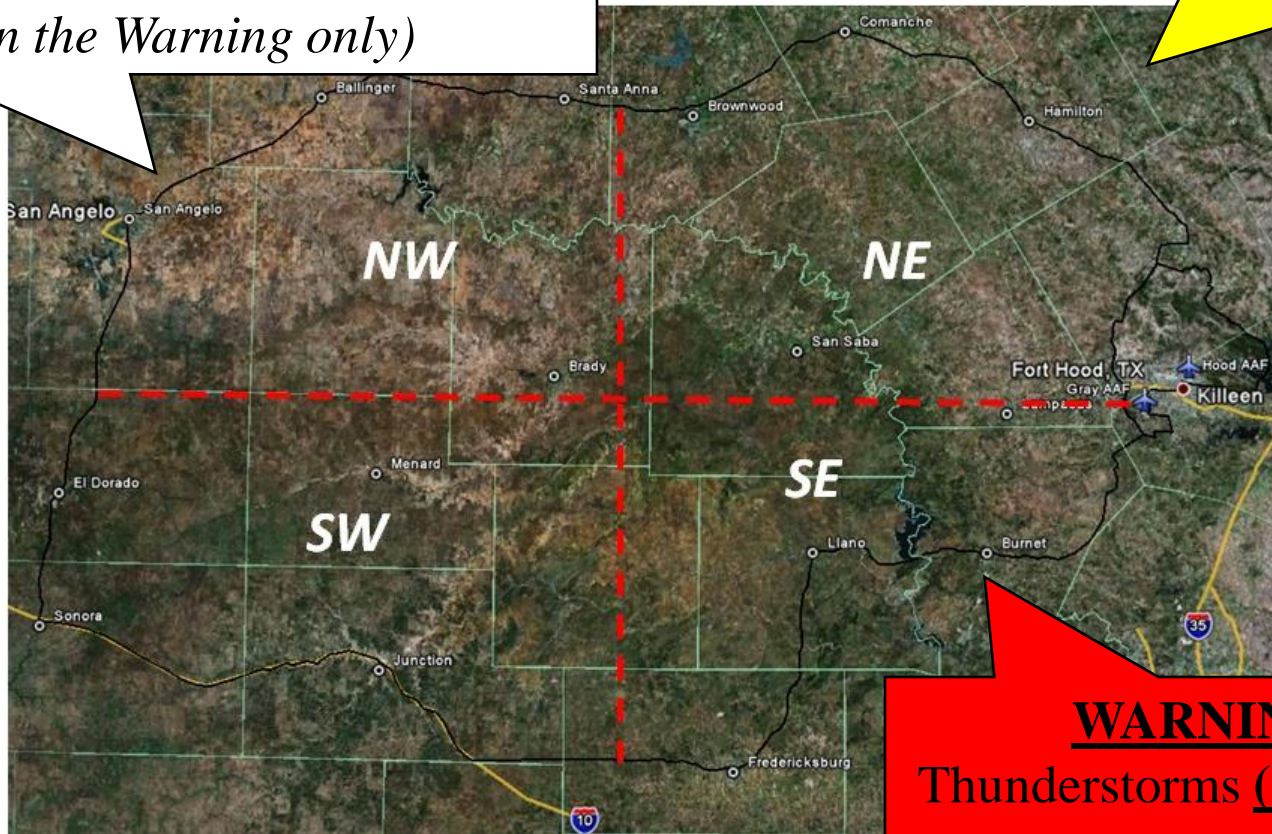 n the Warning only)
Comanche
Ballinger
Santa Anna
Brownwood
Hamilton
San Angelo
San Angelo
NW
NE
San Saba
Brady
Fort Hood, TX
Hood AAF
Gray AAF
Killeen
Lampasas
Menard
SE
El Dorado
SW
Llano
Burnet
Sonora
35
Junction
WARNIN
Thunderstorms (
Fredericksburg
10